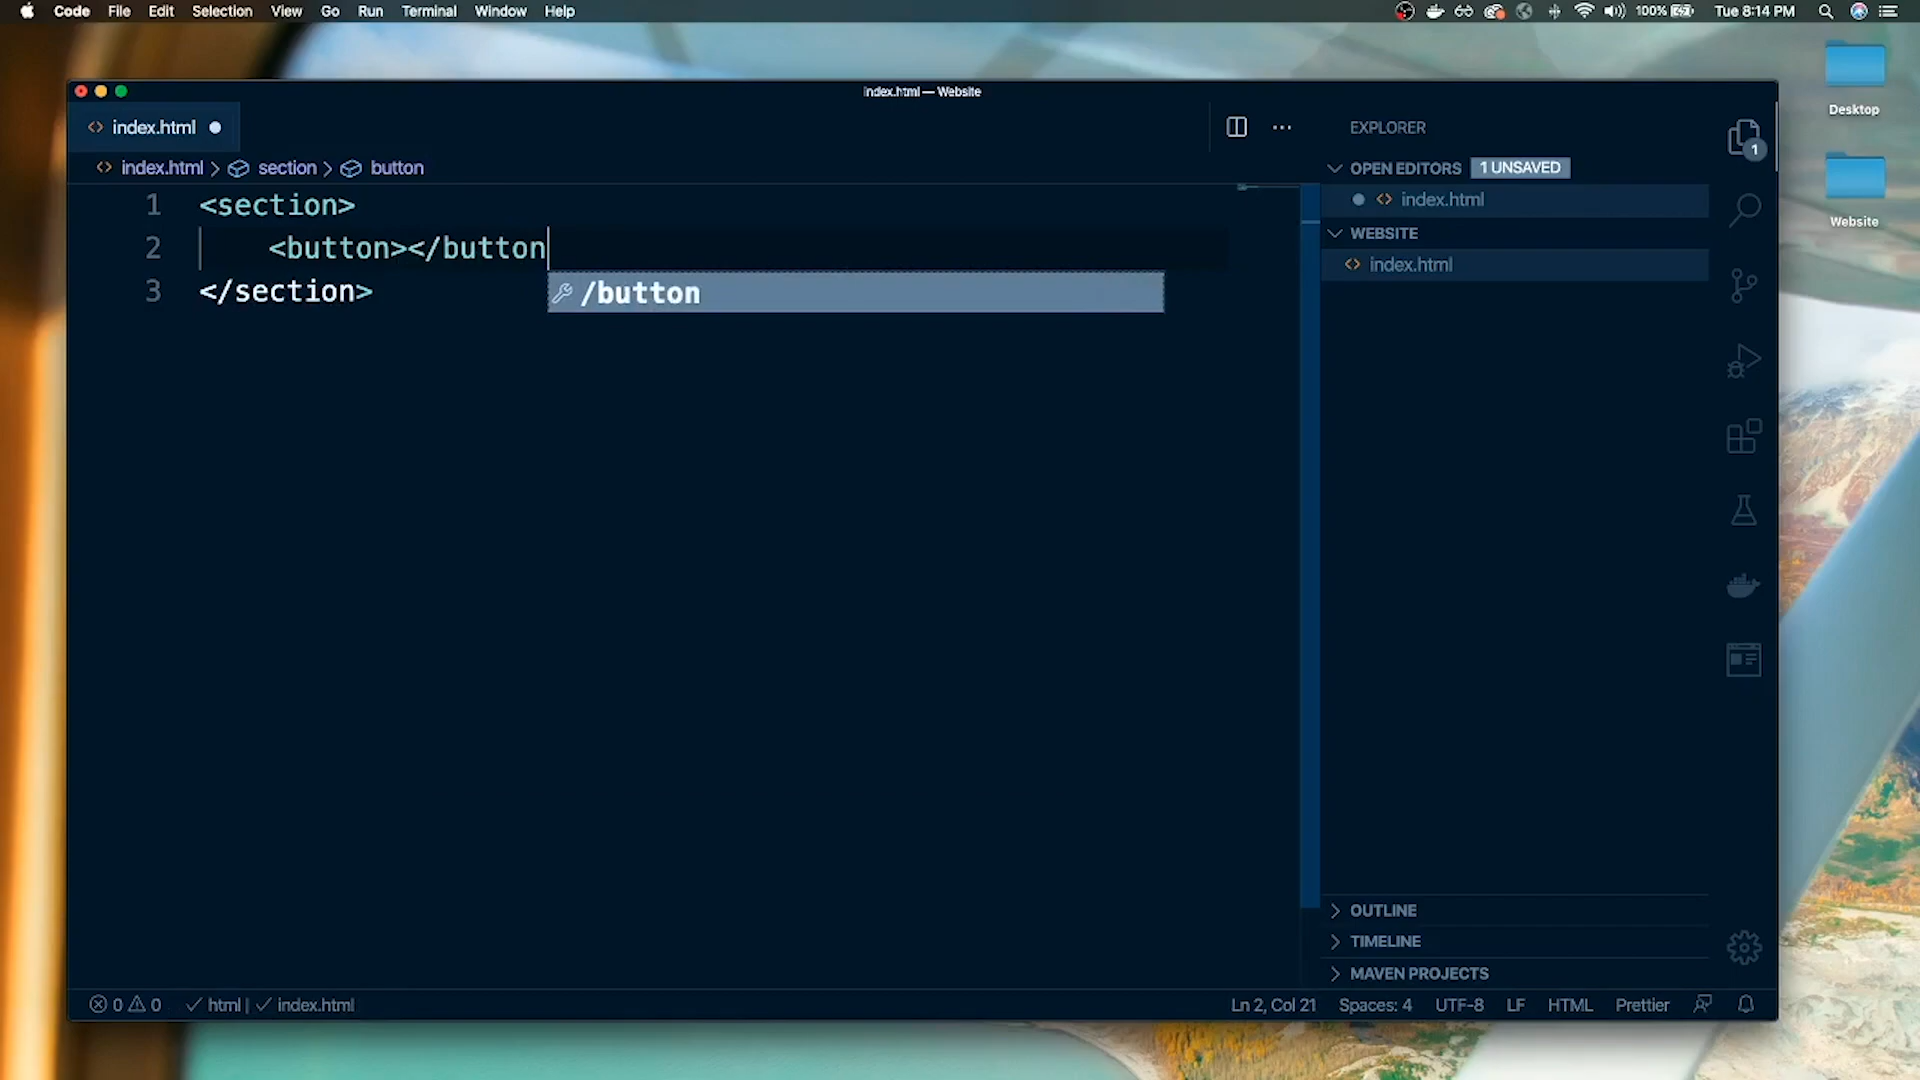 Code File Edit Selection View Go Run Terminal Window Help
100% Tue 8:14 PM
Desktop
Website
index.html — Website
index.html
index.html section button
1 <section>
2 <button></button
3 </section>
/button
EXPLORER
OPEN EDITORS 1 UNSAVED
index.html
WEBSITE
index.html
1
OUTLINE
TIMELINE
MAVEN PROJECTS
0 0 html | index.html
Ln 2, Col 21 Spaces: 4 UTF-8 LF HTML Prettier